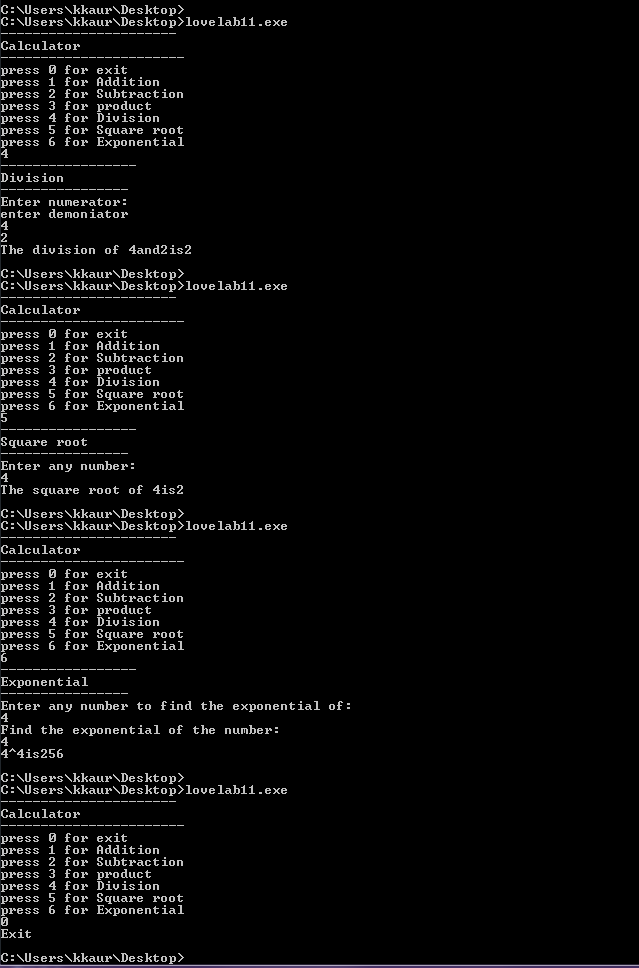 C:\Users\kkaur\Desktop>
C:\Users\kkaur\Desktop>lovelab11.exe
----------------------
Calculator
-----------------------
press 0 for exit
press 1 for Addition
press 2 for Subtraction
press 3 for product
press 4 for Division
press 5 for Square root
press 6 for Exponential
4
-----------------
Division
----------------
Enter numerator:
enter demoniator
4
2
The division of 4and2is2
C:\Users\kkaur\Desktop>
C:\Users\kkaur\Desktop>lovelab11.exe
----------------------
Calculator
-----------------------
press 0 for exit
press 1 for Addition
press 2 for Subtraction
press 3 for product
press 4 for Division
press 5 for Square root
press 6 for Exponential
5
-----------------
Square root
----------------
Enter any number:
4
The square root of 4is2
C:\Users\kkaur\Desktop>
C:\Users\kkaur\Desktop>lovelab11.exe
----------------------
Calculator
-----------------------
press 0 for exit
press 1 for Addition
press 2 for Subtraction
press 3 for product
press 4 for Division
press 5 for Square root
press 6 for Exponential
6
-----------------
Exponential
----------------
Enter any number to find the exponential of:
4
Find the exponential of the number:
4
4^4is256
C:\Users\kkaur\Desktop>
C:\Users\kkaur\Desktop>lovelab11.exe
----------------------
Calculator
-----------------------
press 0 for exit
press 1 for Addition
press 2 for Subtraction
press 3 for product
press 4 for Division
press 5 for Square root
press 6 for Exponential
0
Exit
C:\Users\kkaur\Desktop>